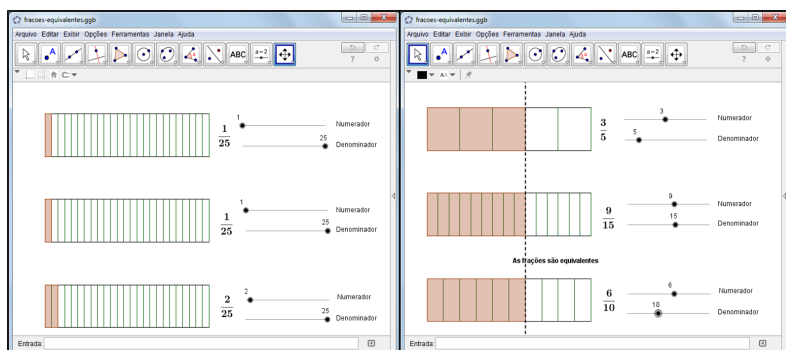 fracoes-equivalentes.ggb
Arquivo Editar Exibir Opções Ferramentas Janela Ajuda
A ABC a=2
?
1
25
1
Numerador
25
Denominador
1
25
1
Numerador
25
Denominador
2
25
2
Numerador
25
Denominador
Entrada:
fracoes-equivalentes.ggb
Arquivo Editar Exibir Opções Ferramentas Janela Ajuda
A ABC a=2
?
AA
3
5
3
Numerador
5
Denominador
9
15
9
Numerador
15
Denominador
As frações são equivalentes
6
10
6
Numerador
10
Denominador
Entrada: